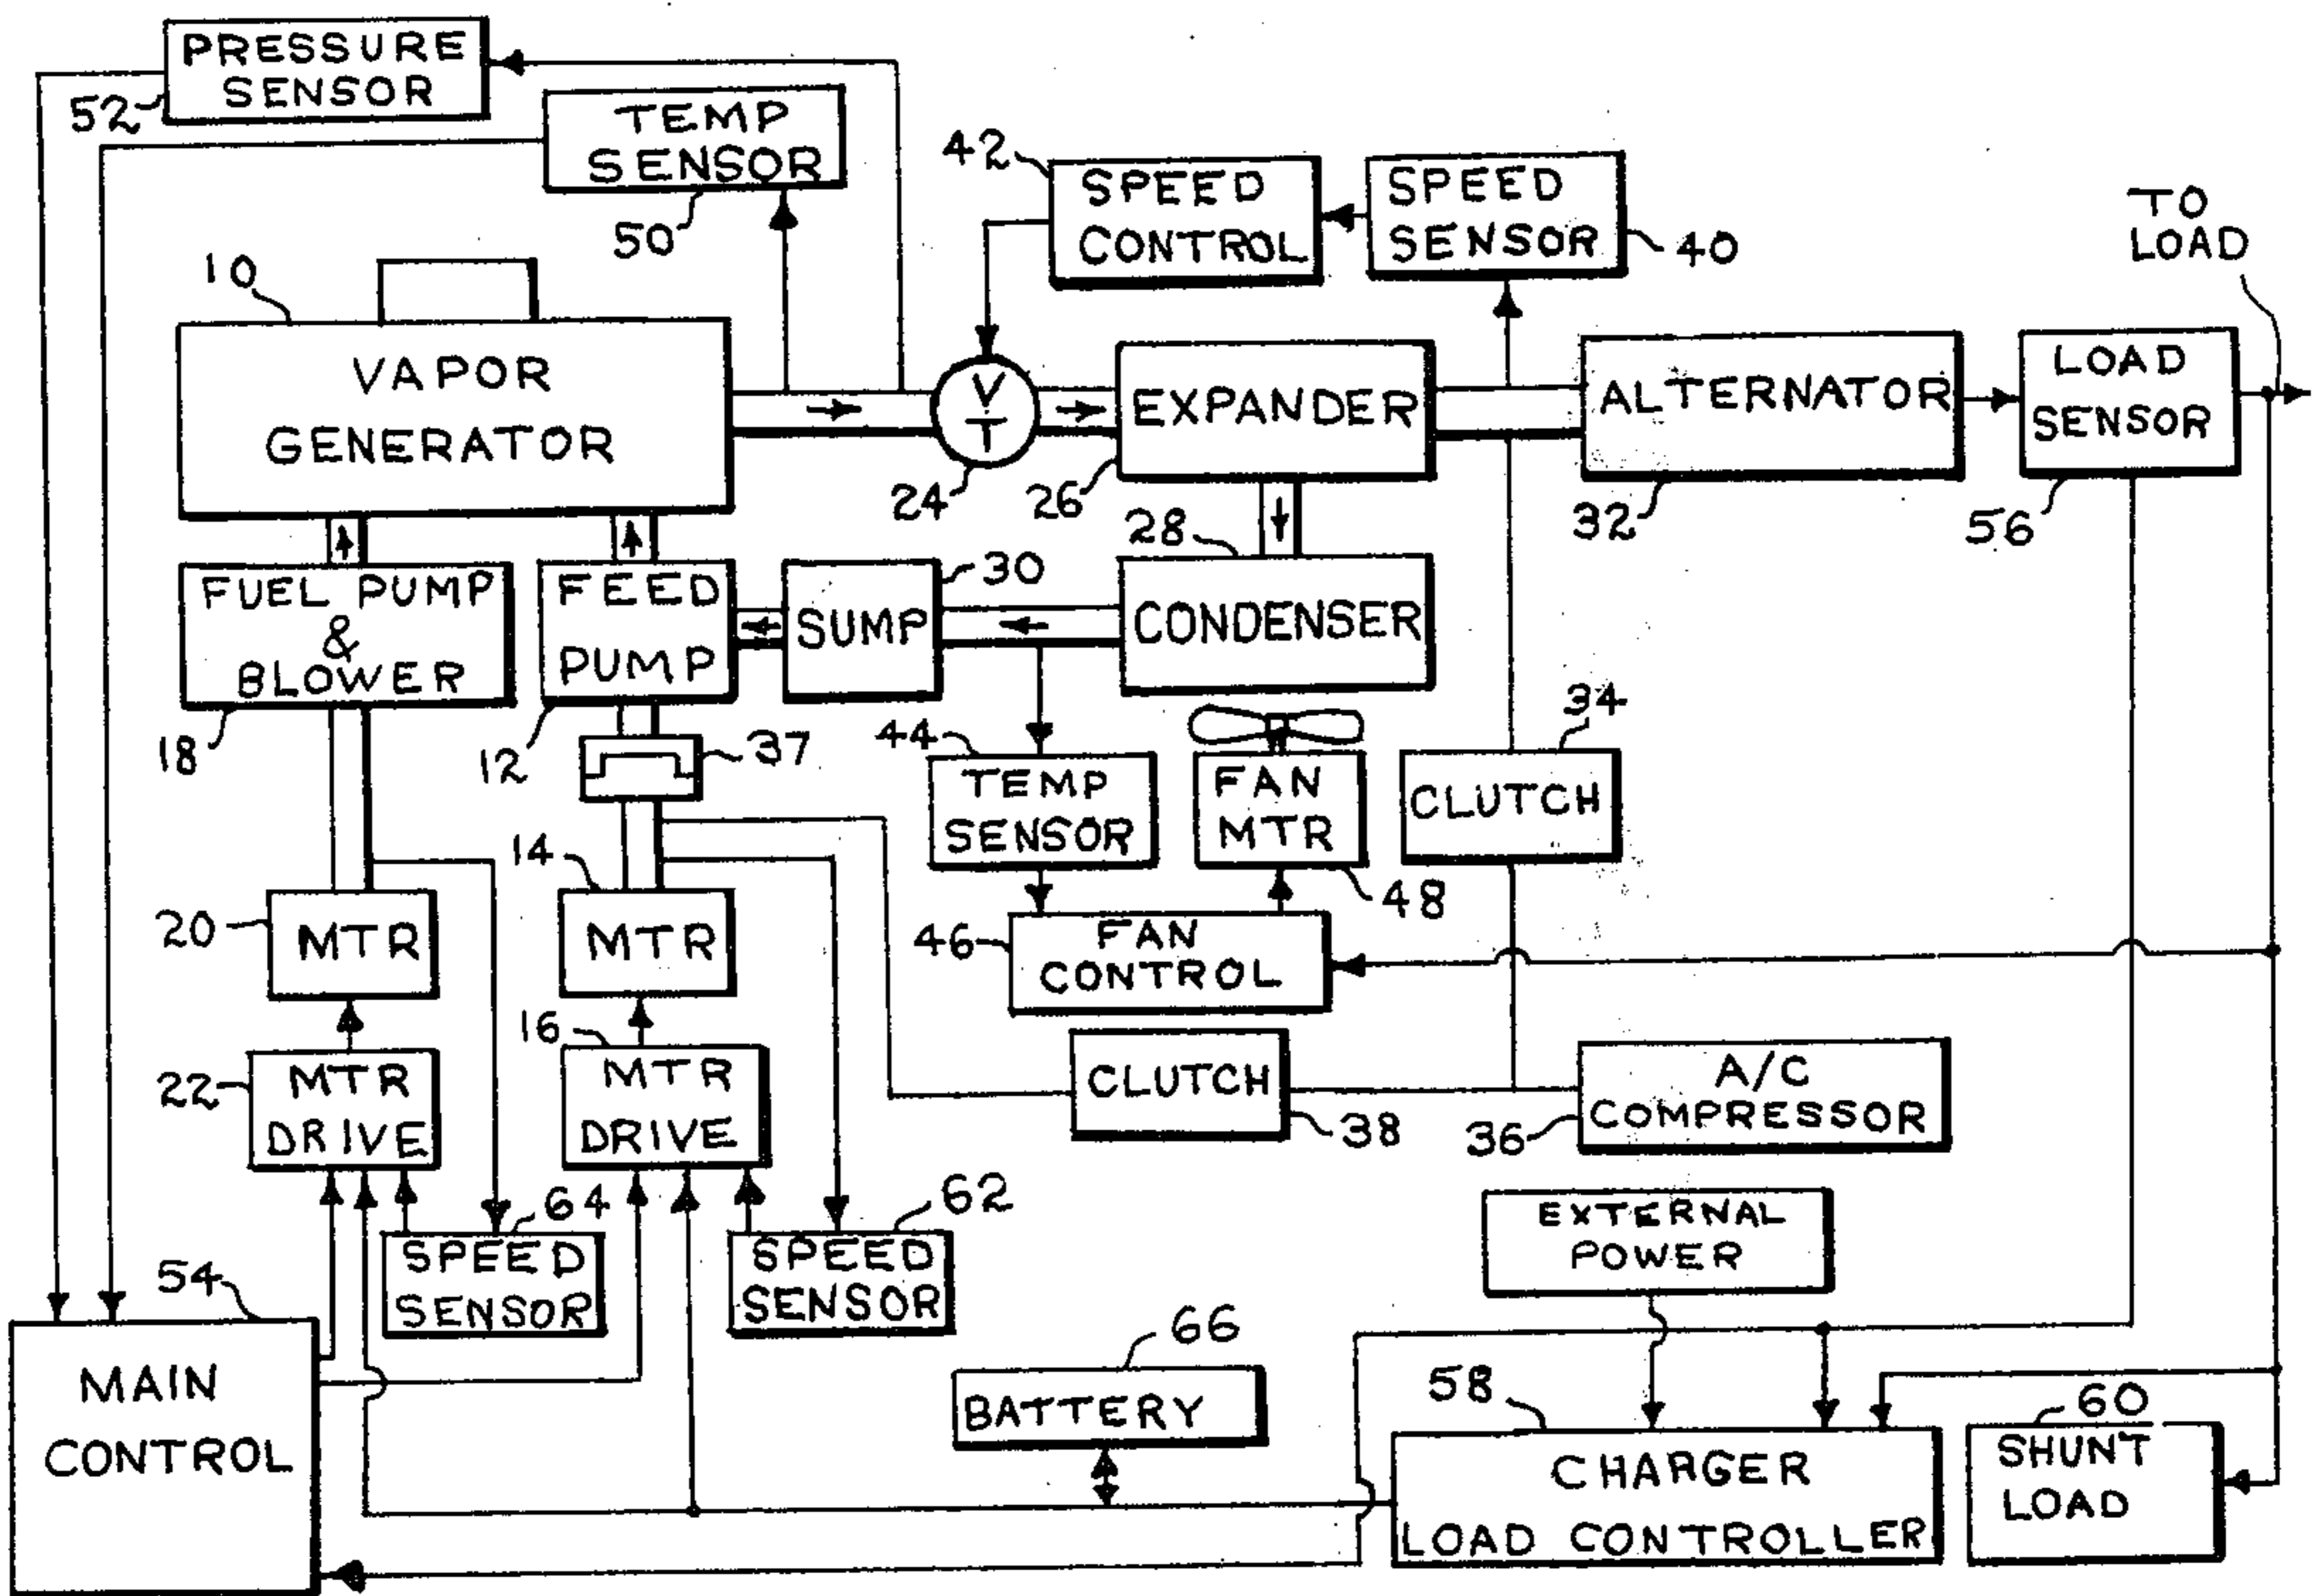 PRESSURE
SENSOR
52
TEMP
SENSOR
50
42
SPEED
CONTROL
SPEED
SENSOR
40
TO
LOAD
10
VAPOR
GENERATOR
V
T
24
EXPANDER
26
ALTERNATOR
32
LOAD
SENSOR
56
28
CONDENSER
30
SUMP
FEED
PUMP
12
FUEL PUMP
&
BLOWER
18
37
44
TEMP
SENSOR
FAN
MTR
48
34
CLUTCH
14
MTR
20
MTR
46
FAN
CONTROL
16
MTR
DRIVE
22
MTR
DRIVE
CLUTCH
38
A/C
COMPRESSOR
36
64
SPEED
SENSOR
62
SPEED
SENSOR
EXTERNAL
POWER
54
MAIN
CONTROL
66
BATTERY
58
CHARGER
LOAD CONTROLLER
60
SHUNT
LOAD